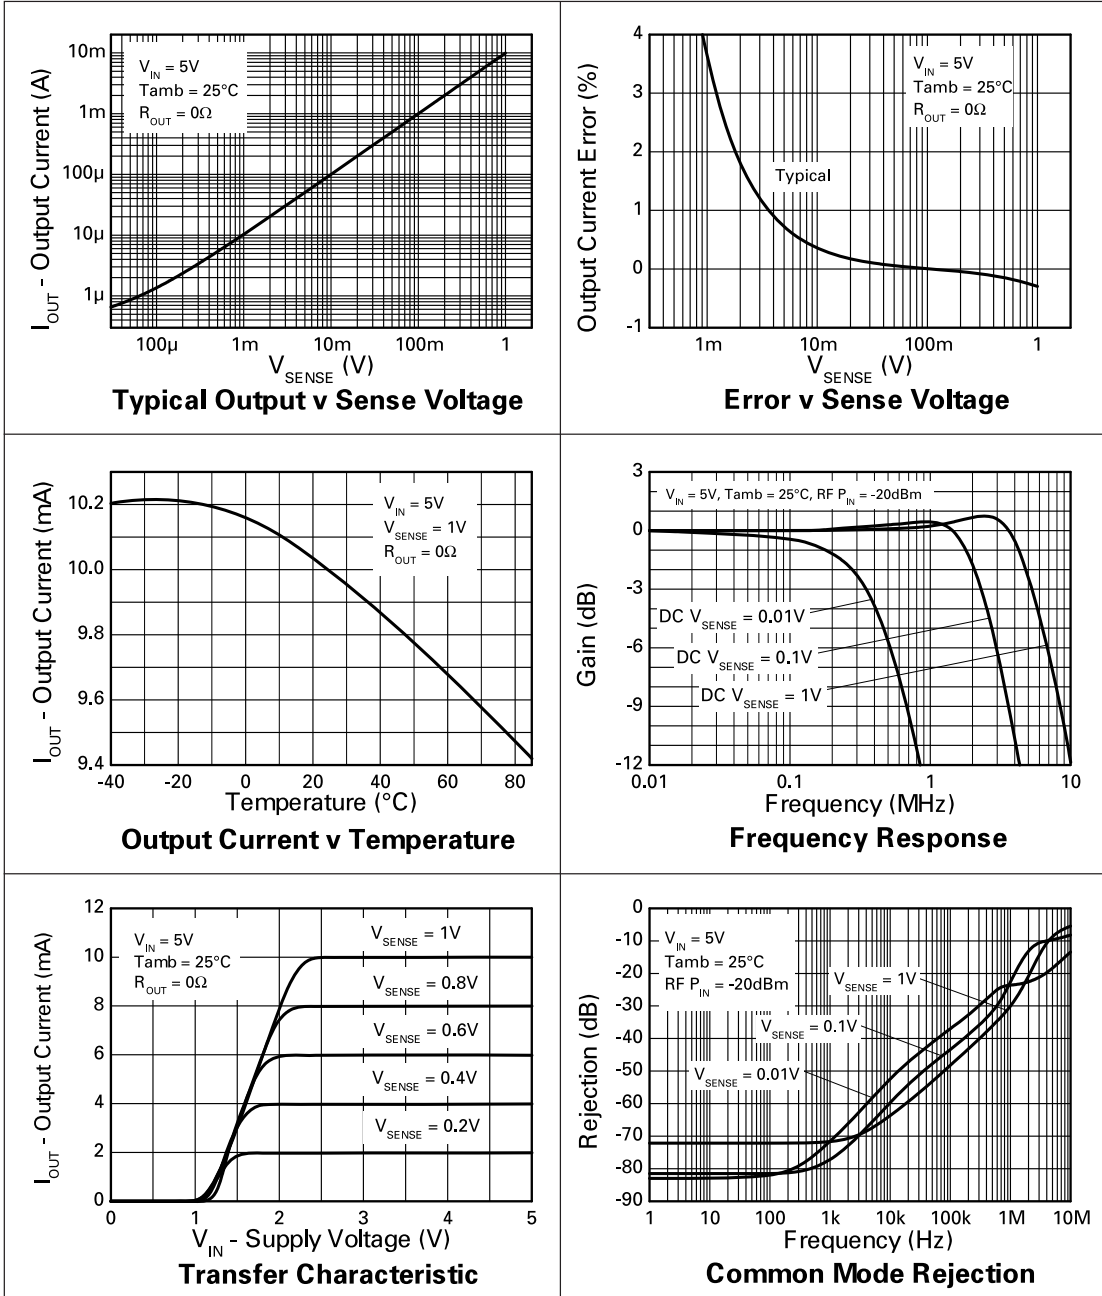 10m
1m
100µ
10µ
1µ
V_IN = 5V
Tamb = 25°C
R_OUT = 0Ω
I_OUT - Output Current (A)
100µ 1m 10m 100m 1
V_SENSE (V)
Typical Output v Sense Voltage
4
3
2
1
0
-1
V_IN = 5V
Tamb = 25°C
R_OUT = 0Ω
Typical
Output Current Error (%)
1m 10m 100m 1
V_SENSE (V)
Error v Sense Voltage
10.2
10.0
9.8
9.6
9.4
V_IN = 5V
V_SENSE = 1V
R_OUT = 0Ω
I_OUT - Output Current (mA)
-40 -20 0 20 40 60 80
Temperature (°C)
Output Current v Temperature
3
0
-3
-6
-9
-12
V_IN = 5V, Tamb = 25°C, RF P_IN = -20dBm
DC V_SENSE = 0.01V
DC V_SENSE = 0.1V
DC V_SENSE = 1V
Gain (dB)
0.01 0.1 1 10
Frequency (MHz)
Frequency Response
12
10
8
6
4
2
0
V_IN = 5V
Tamb = 25°C
R_OUT = 0Ω
V_SENSE = 1V
V_SENSE = 0.8V
V_SENSE = 0.6V
V_SENSE = 0.4V
V_SENSE = 0.2V
I_OUT - Output Current (mA)
0 1 2 3 4 5
V_IN - Supply Voltage (V)
Transfer Characteristic
0
-10
-20
-30
-40
-50
-60
-70
-80
-90
V_IN = 5V
Tamb = 25°C
RF P_IN = -20dBm
V_SENSE = 1V
V_SENSE = 0.1V
V_SENSE = 0.01V
Rejection (dB)
1 10 100 1k 10k 100k 1M 10M
Frequency (Hz)
Common Mode Rejection